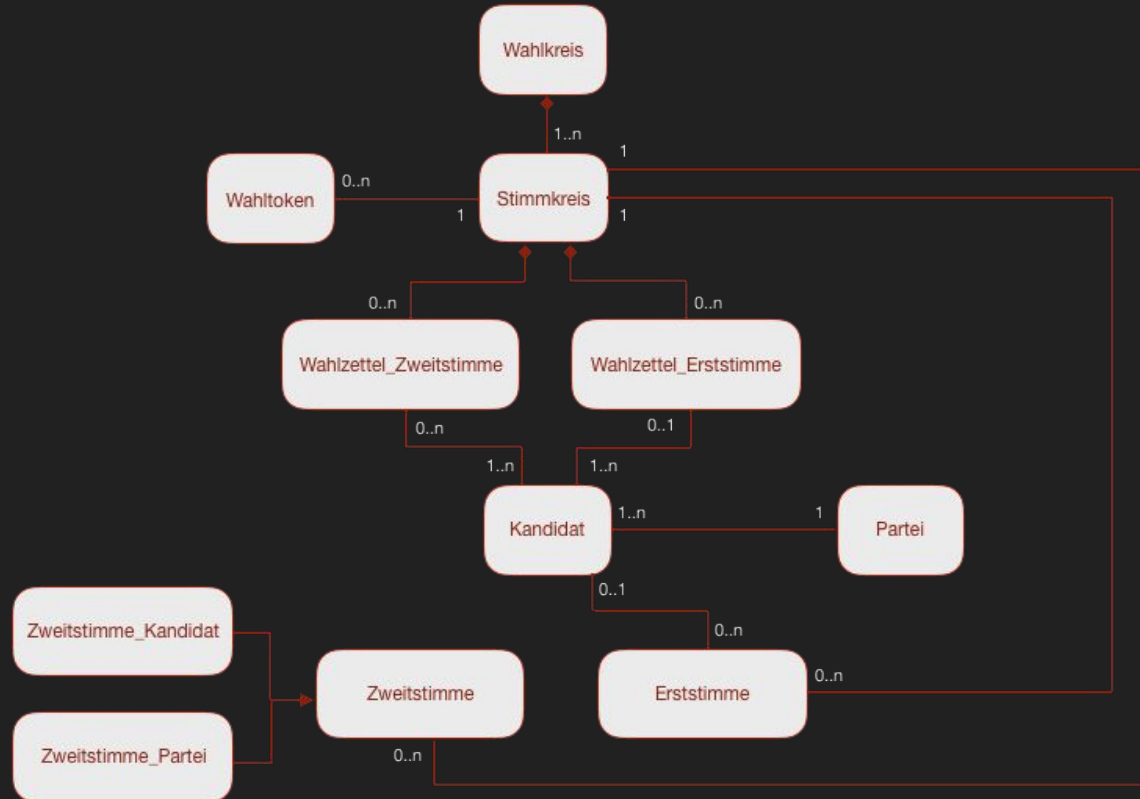 Wahlkreis
1..n
1
0..n
Wahltoken
Stimmkreis
1
1
0..n
0..n
Wahlzettel_Zweitstimme
Wahlzettel_Erststimme
0..n
0..1
1..n
1..n
1..n
1
Kandidat
Partei
0..1
Zweitstimme_Kandidat
0..n
0..n
Zweitstimme
Erststimme
Zweitstimme_Partei
0..n